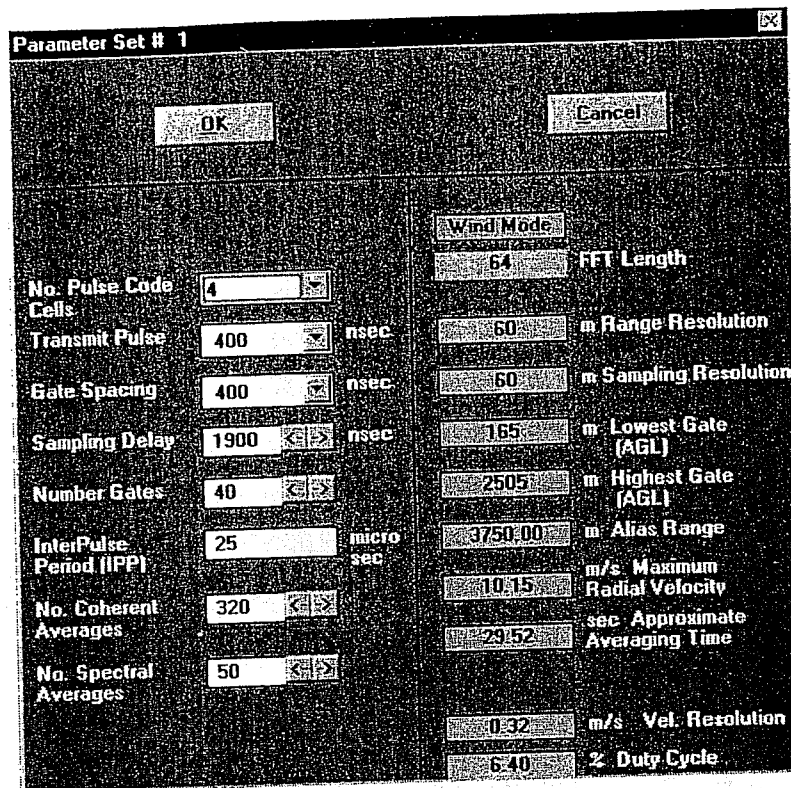 Parameter Set # 1
OK
Cancel
No. Pulse Code
Cells
4
Transmit Pulse
400
nsec
Gate Spacing
400
nsec
Sampling Delay
1900
< >
nsec
Number Gates
40
< >
InterPulse
Period (IPP)
25
micro
sec
No. Coherent
Averages
320
< >
No. Spectral
Averages
50
< >
Wind Mode
64
FFT Length
60
m Range Resolution
60
m Sampling Resolution
165
m Lowest Gate
(AGL)
2505
m Highest Gate
(AGL)
3750.00
m Alias Range
10.15
m/s Maximum
Radial Velocity
29.52
sec Approximate
Averaging Time
0.32
m/s Vel. Resolution
6.40
% Duty Cycle